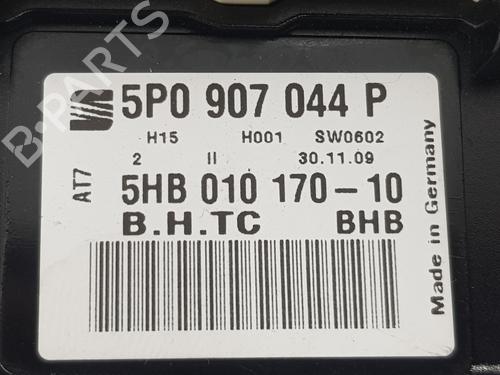 B-PARTS
5P0 907 044 P
H15 H001 SW0602
2 II 30.11.09
AT7
5HB 010 170-10
B.H.TC BHB
Made in Germany